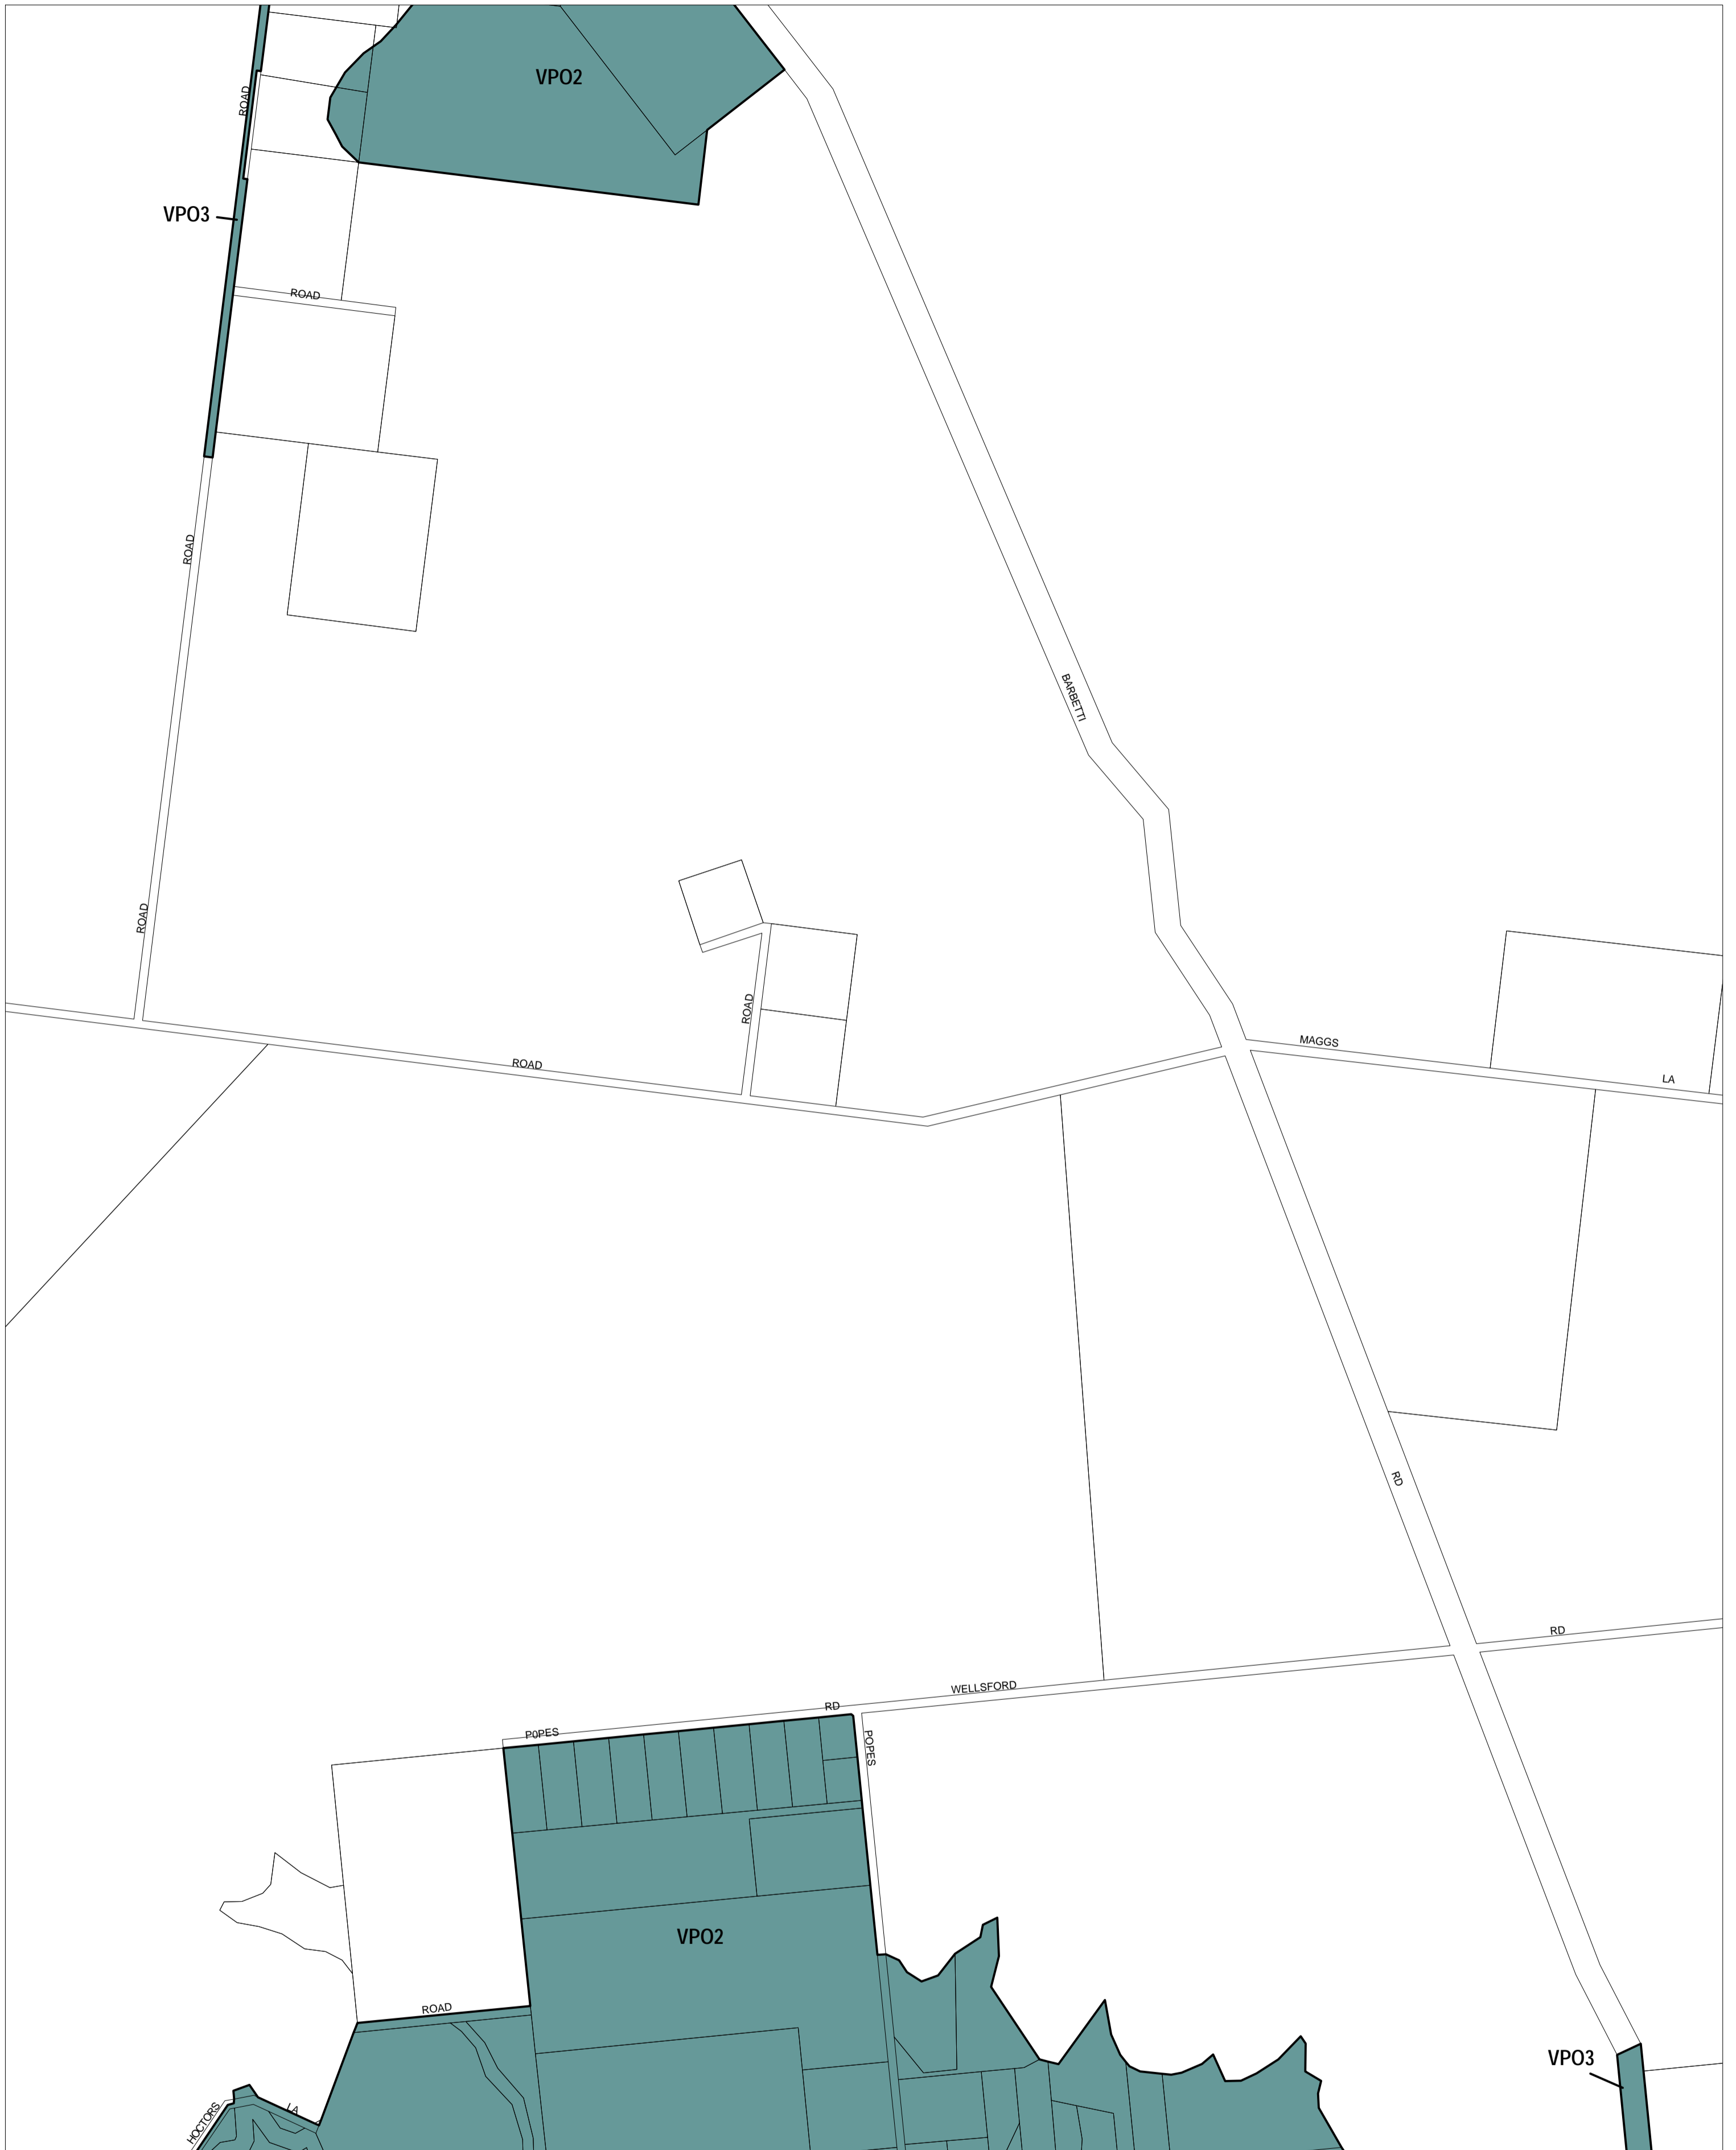 VPO2
ROAD
VPO3
ROAD
ROAD
BARBETTI
ROAD
ROAD
MAGGS
ROAD
LA
RD
RD
WELLSFORD
RD
P0PES
POPES
VPO2
ROAD
VPO3
HOCTORS
LA